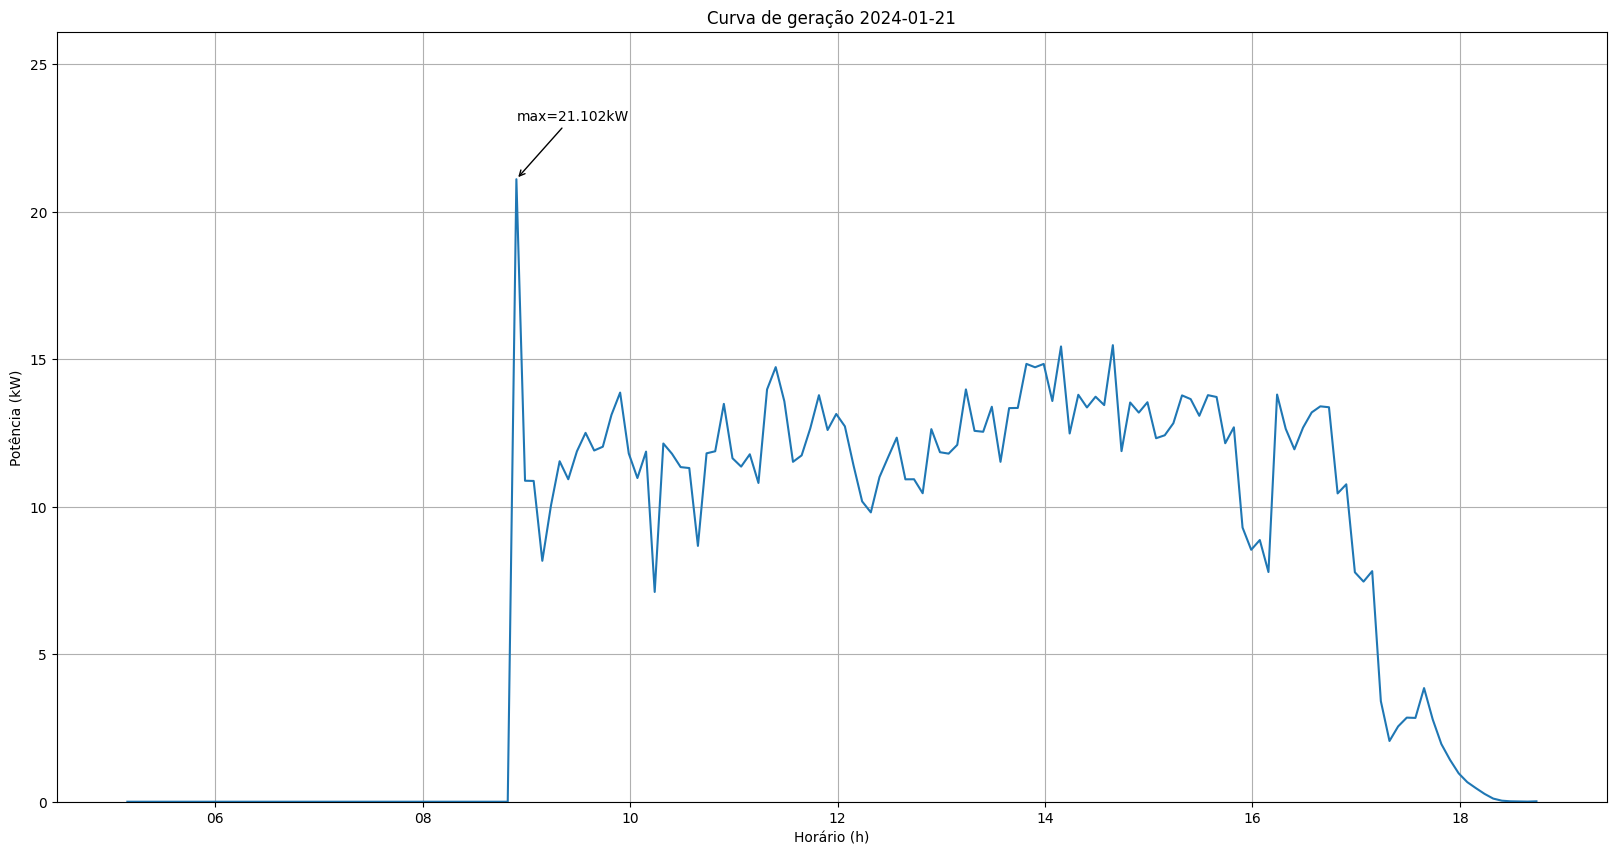 Curva de geração 2024-01-21
25
max=21.102kW
20
15
Potência (kW)
10
5
0
06 08 10 12 14 16 18
Horário (h)